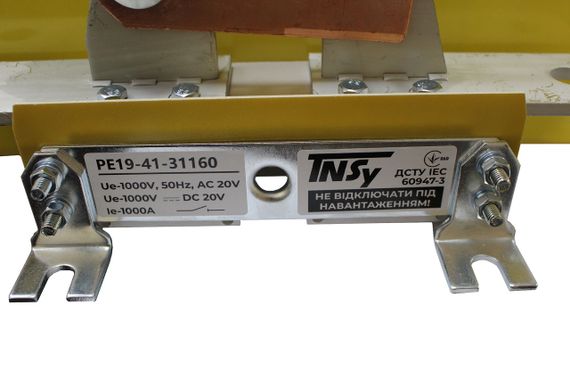 PE19-41-31160
Ue-1000V, 50Hz, AC 20V
Ue-1000V DC 20V
Ie-1000A
TNSy
ДСТУ IEC
60947-3
НЕ ВІДКЛЮЧАТИ ПІД
НАВАНТАЖЕННЯМ!